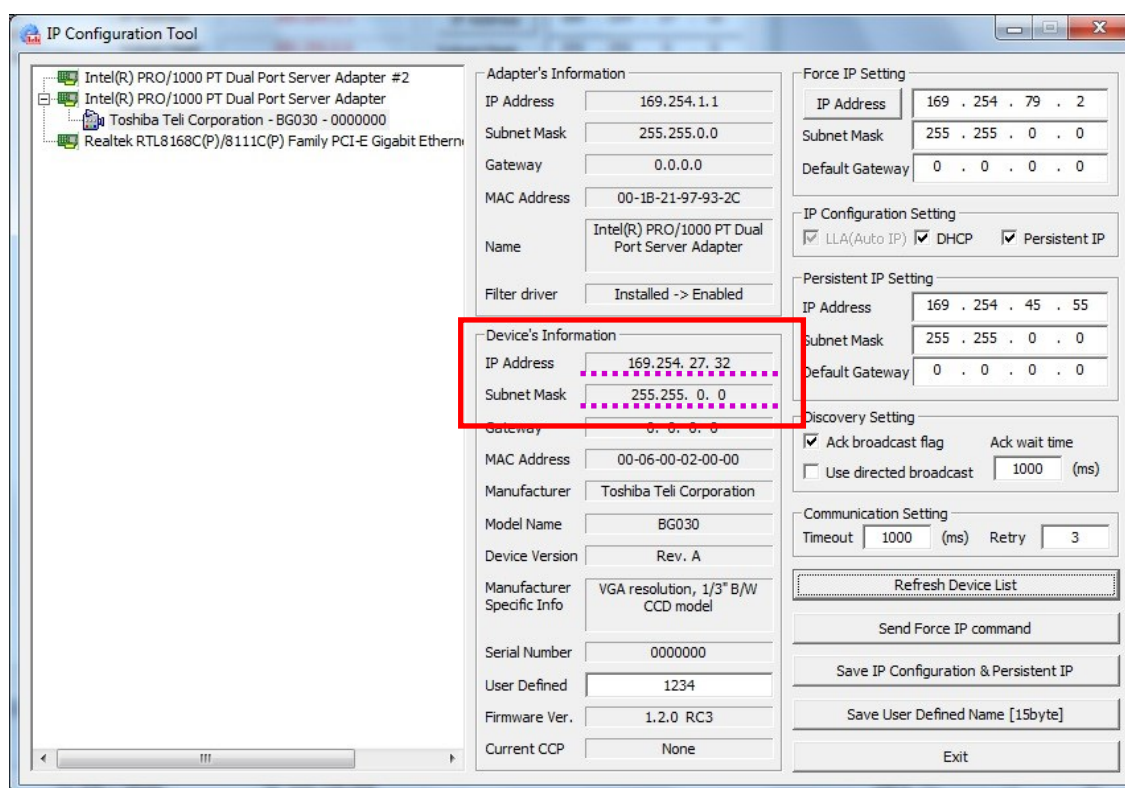 IP Configuration Tool
Intel(R) PRO/1000 PT Dual Port Server Adapter #2
Intel(R) PRO/1000 PT Dual Port Server Adapter
Toshiba Teli Corporation - BG030 - 0000000
Realtek RTL8168C(P)/8111C(P) Family PCI-E Gigabit Ethern
Adapter's Information
IP Address 169.254.1.1
Subnet Mask 255.255.0.0
Gateway 0.0.0.0
MAC Address 00-1B-21-97-93-2C
Name Intel(R) PRO/1000 PT Dual
Port Server Adapter
Filter driver Installed -> Enabled
Device's Information
IP Address 169.254. 27. 32
Subnet Mask 255.255. 0. 0
Gateway 0. 0. 0. 0
MAC Address 00-06-00-02-00-00
Manufacturer Toshiba Teli Corporation
Model Name BG030
Device Version Rev. A
Manufacturer
Specific Info
VGA resolution, 1/3" B/W
CCD model
Serial Number 0000000
User Defined 1234
Firmware Ver. 1.2.0 RC3
Current CCP None
Force IP Setting
IP Address 169 . 254 . 79 . 2
Subnet Mask 255 . 255 . 0 . 0
Default Gateway 0 . 0 . 0 . 0
IP Configuration Setting
LLA(Auto IP) DHCP Persistent IP
Persistent IP Setting
IP Address 169 . 254 . 45 . 55
Subnet Mask 255 . 255 . 0 . 0
Default Gateway 0 . 0 . 0 . 0
Discovery Setting
Ack broadcast flag Ack wait time
Use directed broadcast 1000 (ms)
Communication Setting
Timeout 1000 (ms) Retry 3
Refresh Device List
Send Force IP command
Save IP Configuration & Persistent IP
Save User Defined Name [15byte]
Exit